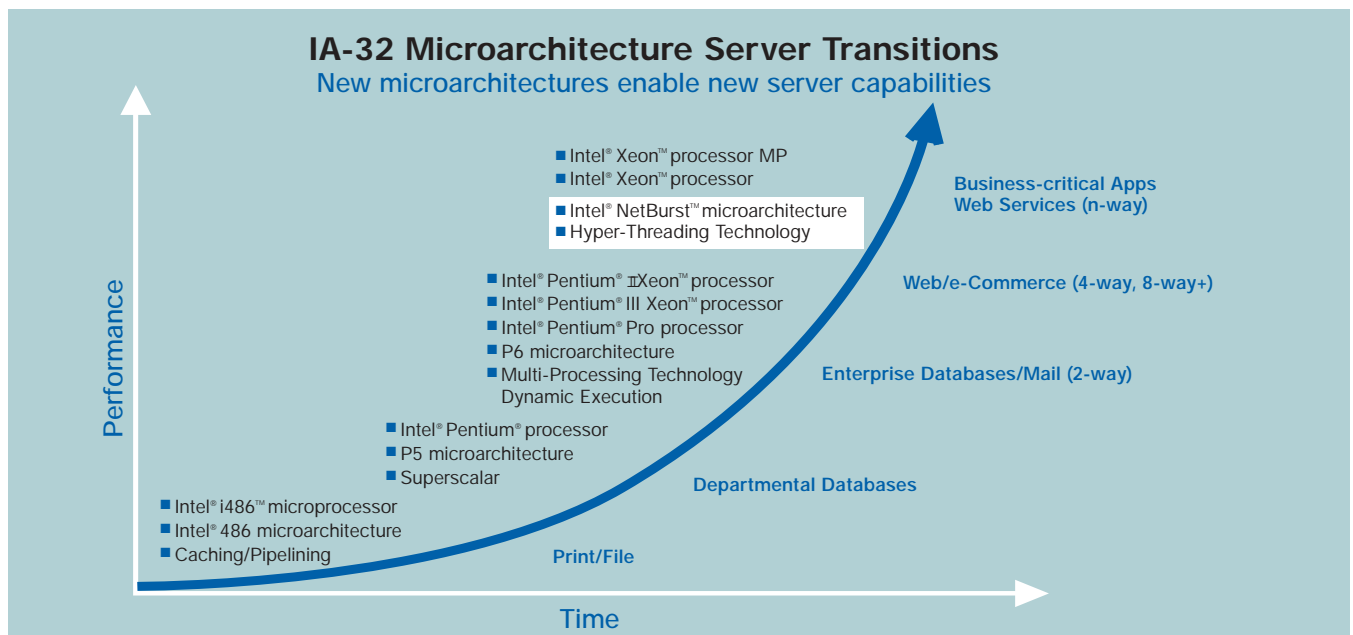 IA-32 Microarchitecture Server Transitions
New microarchitectures enable new server capabilities
Performance
■ Intel® Xeon™ processor MP
■ Intel® Xeon™ processor
■ Intel® NetBurst™ microarchitecture
■ Hyper-Threading Technology
■ Intel® Pentium® II Xeon™ processor
■ Intel® Pentium® III Xeon™ processor
■ Intel® Pentium® Pro processor
■ P6 microarchitecture
■ Multi-Processing Technology
Dynamic Execution
■ Intel® Pentium® processor
■ P5 microarchitecture
■ Superscalar
■ Intel® i486™ microprocessor
■ Intel® 486 microarchitecture
■ Caching/Pipelining
Business-critical Apps
Web Services (n-way)
Web/e-Commerce (4-way, 8-way+)
Enterprise Databases/Mail (2-way)
Departmental Databases
Print/File
Time